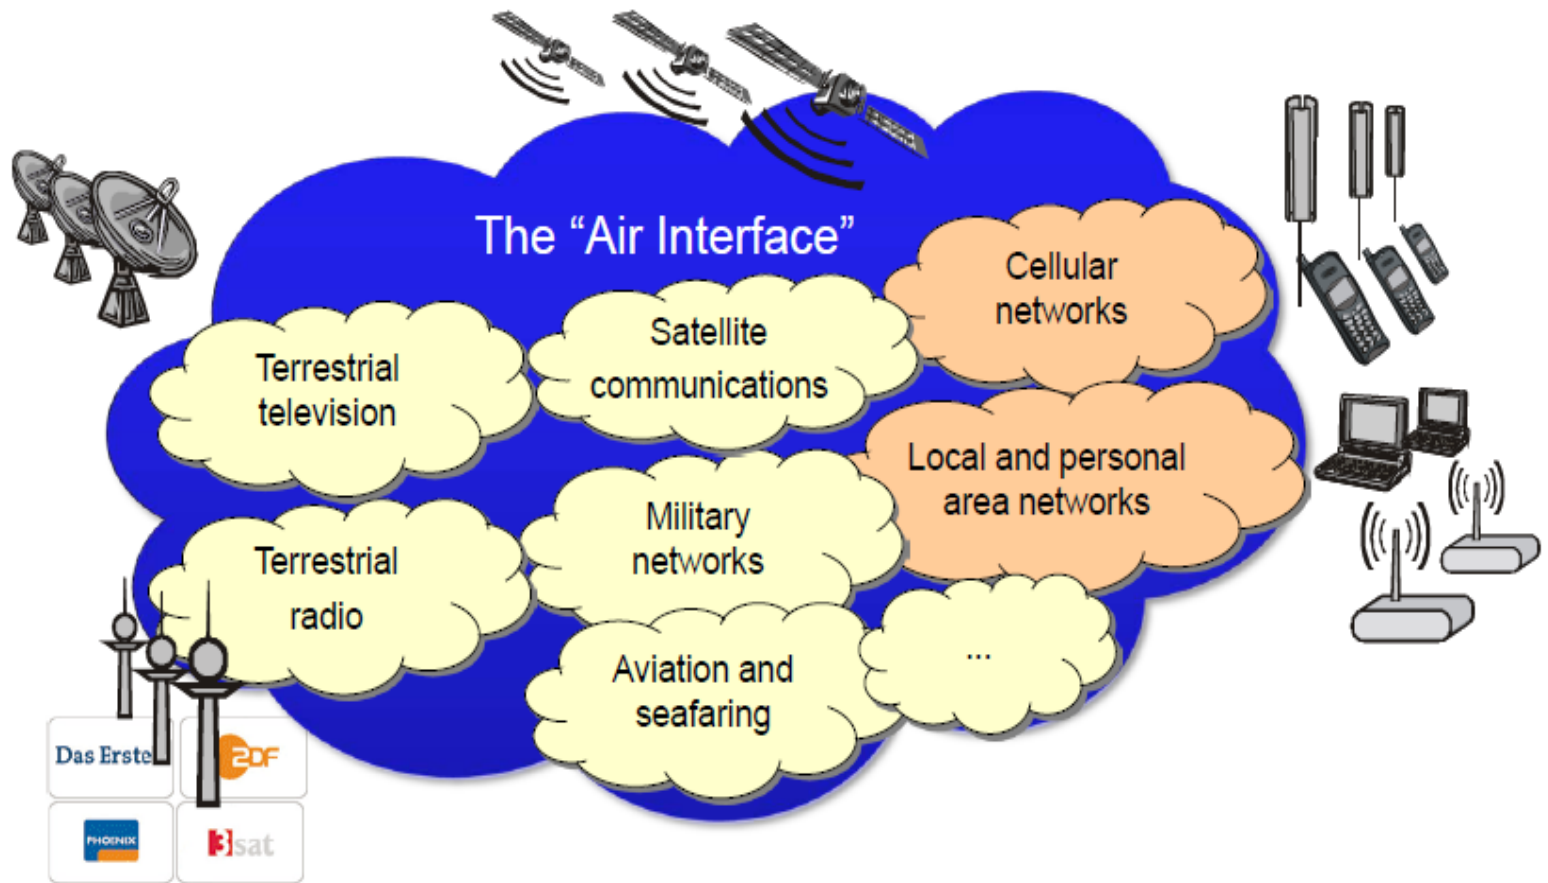 The “Air Interface”
Cellular
networks
Satellite
communications
Terrestrial
television
Local and personal
area networks
Military
networks
Terrestrial
radio
Aviation and
seafaring
...
Das Erste
2DF
PHOENIX
3sat